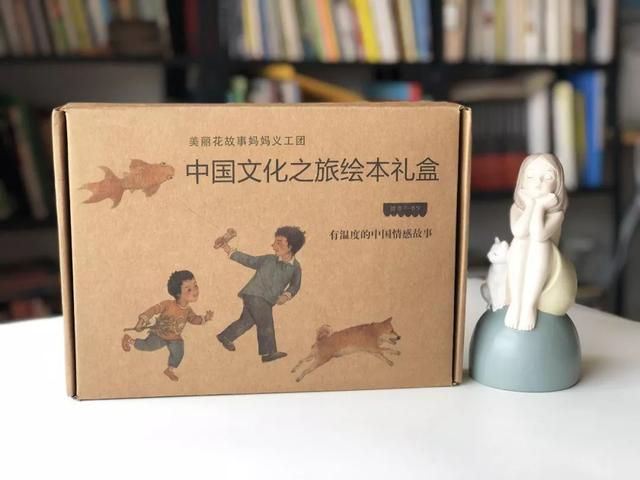 美丽花故事妈妈义工团
中国文化之旅绘本礼盒
有温度的中国情感故事